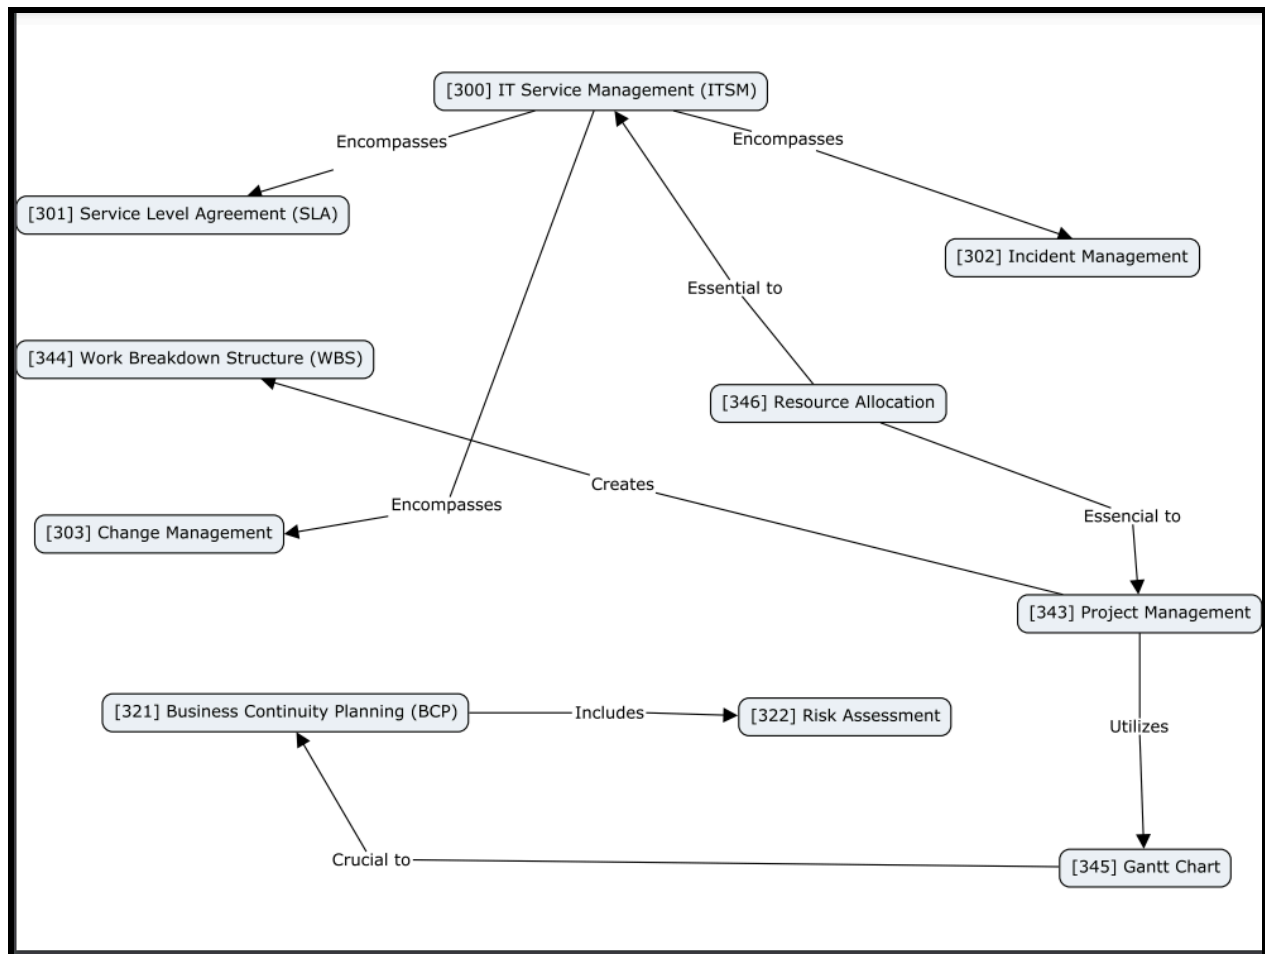 [300] IT Service Management (ITSM)
Encompasses
Encompasses
[301] Service Level Agreement (SLA)
[302] Incident Management
Essential to
[344] Work Breakdown Structure (WBS)
[346] Resource Allocation
Creates
Encompasses
Essencial to
[303] Change Management
[343] Project Management
[321] Business Continuity Planning (BCP)
Includes
[322] Risk Assessment
Utilizes
Crucial to
[345] Gantt Chart